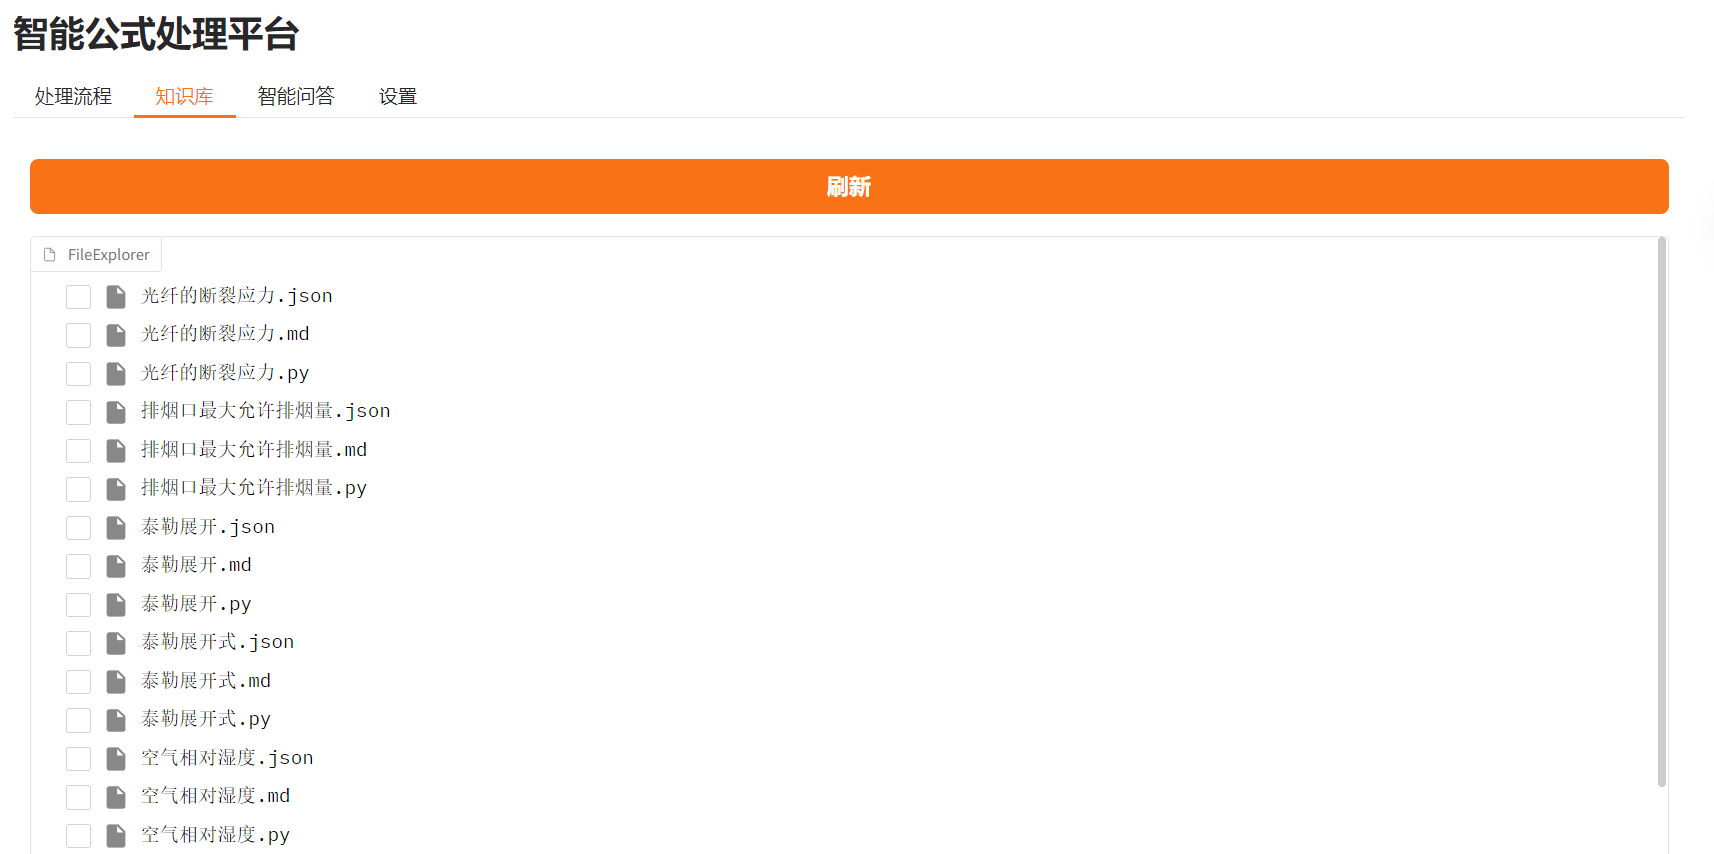 智能公式处理平台
处理流程 知识库 智能问答 设置
刷新
FileExplorer
光纤的断裂应力.json
光纤的断裂应力.md
光纤的断裂应力.py
排烟口最大允许排烟量.json
排烟口最大允许排烟量.md
排烟口最大允许排烟量.py
泰勒展开.json
泰勒展开.md
泰勒展开.py
泰勒展开式.json
泰勒展开式.md
泰勒展开式.py
空气相对湿度.json
空气相对湿度.md
空气相对湿度.py